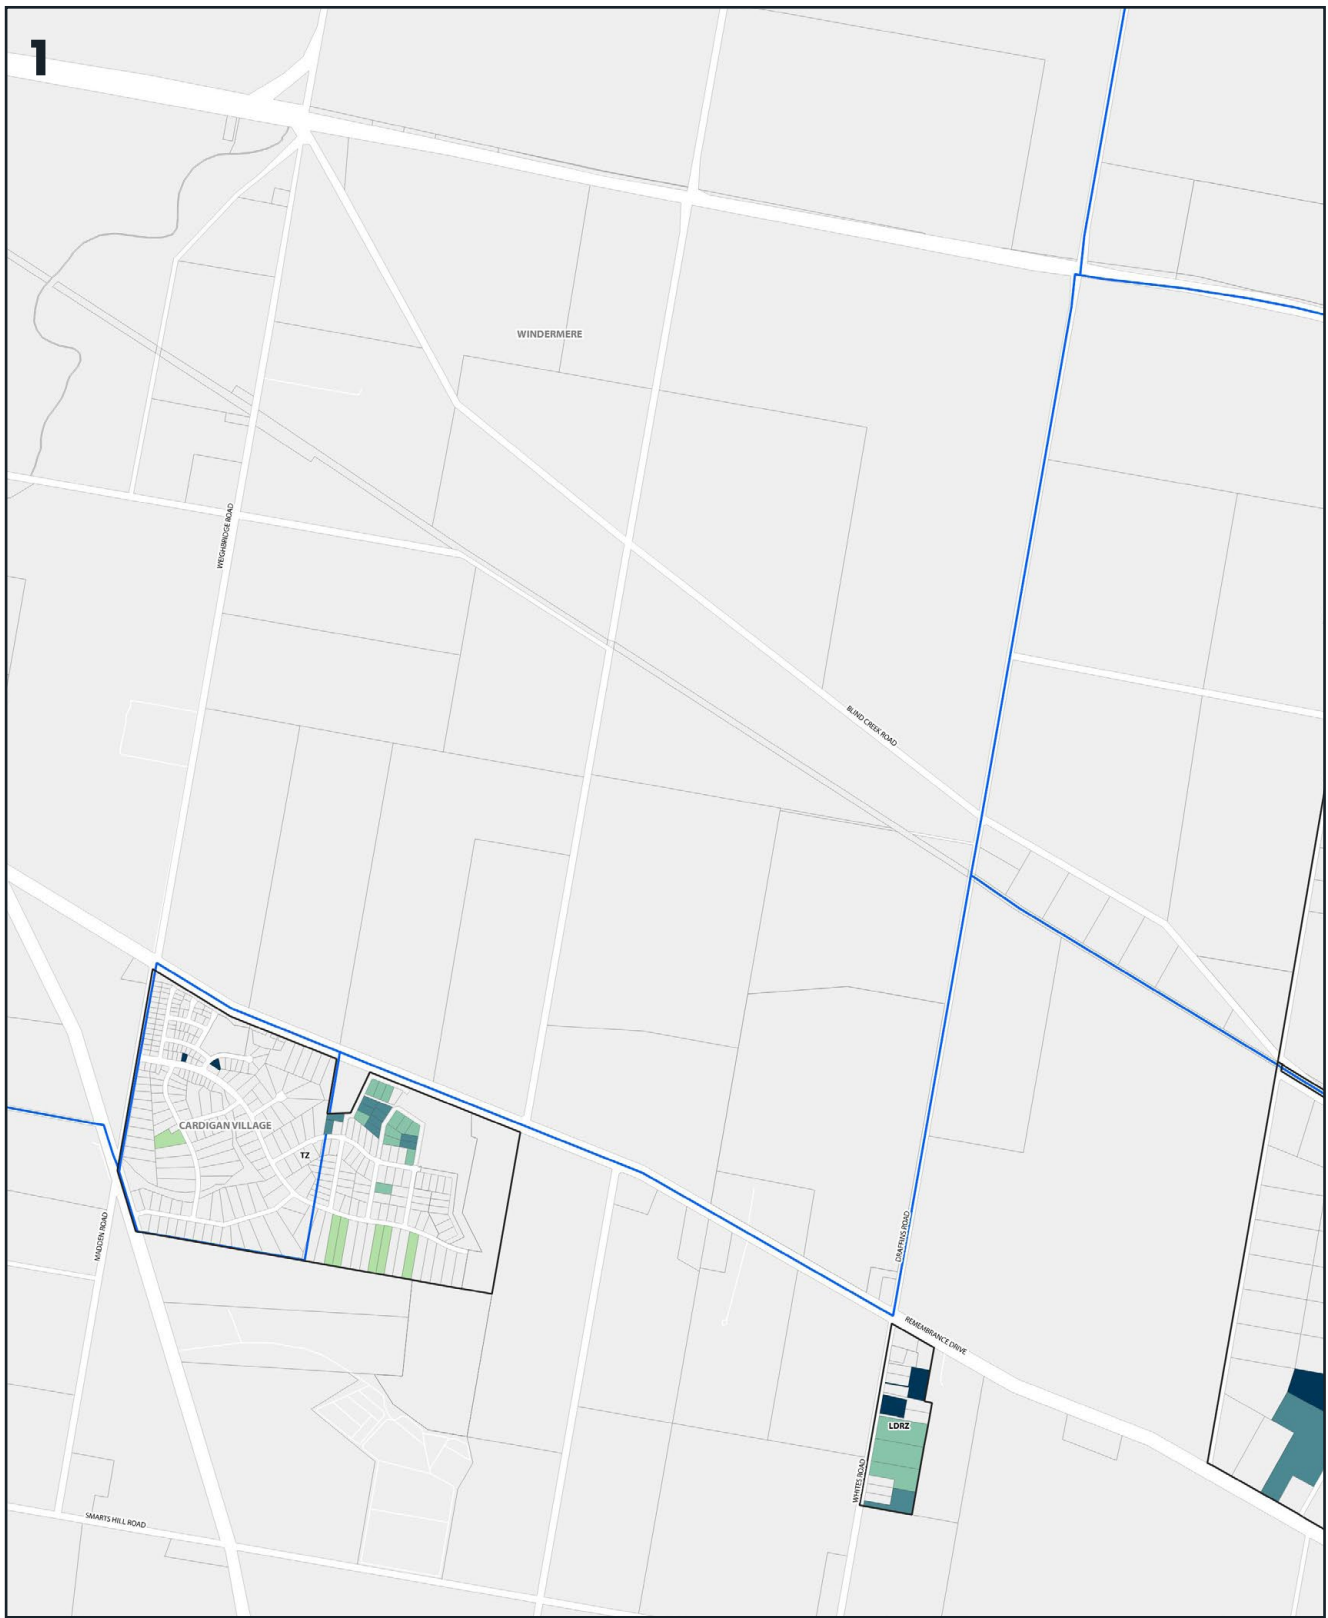 1
WINDERMERE
WEIGHBRIDGE ROAD
BLIND CREEK ROAD
CARDIGAN VILLAGE
TZ
MADDEN ROAD
DRAFFINS ROAD
REMEMBRANCE DRIVE
LDRZ
WHITES ROAD
SMARTS HILL ROAD